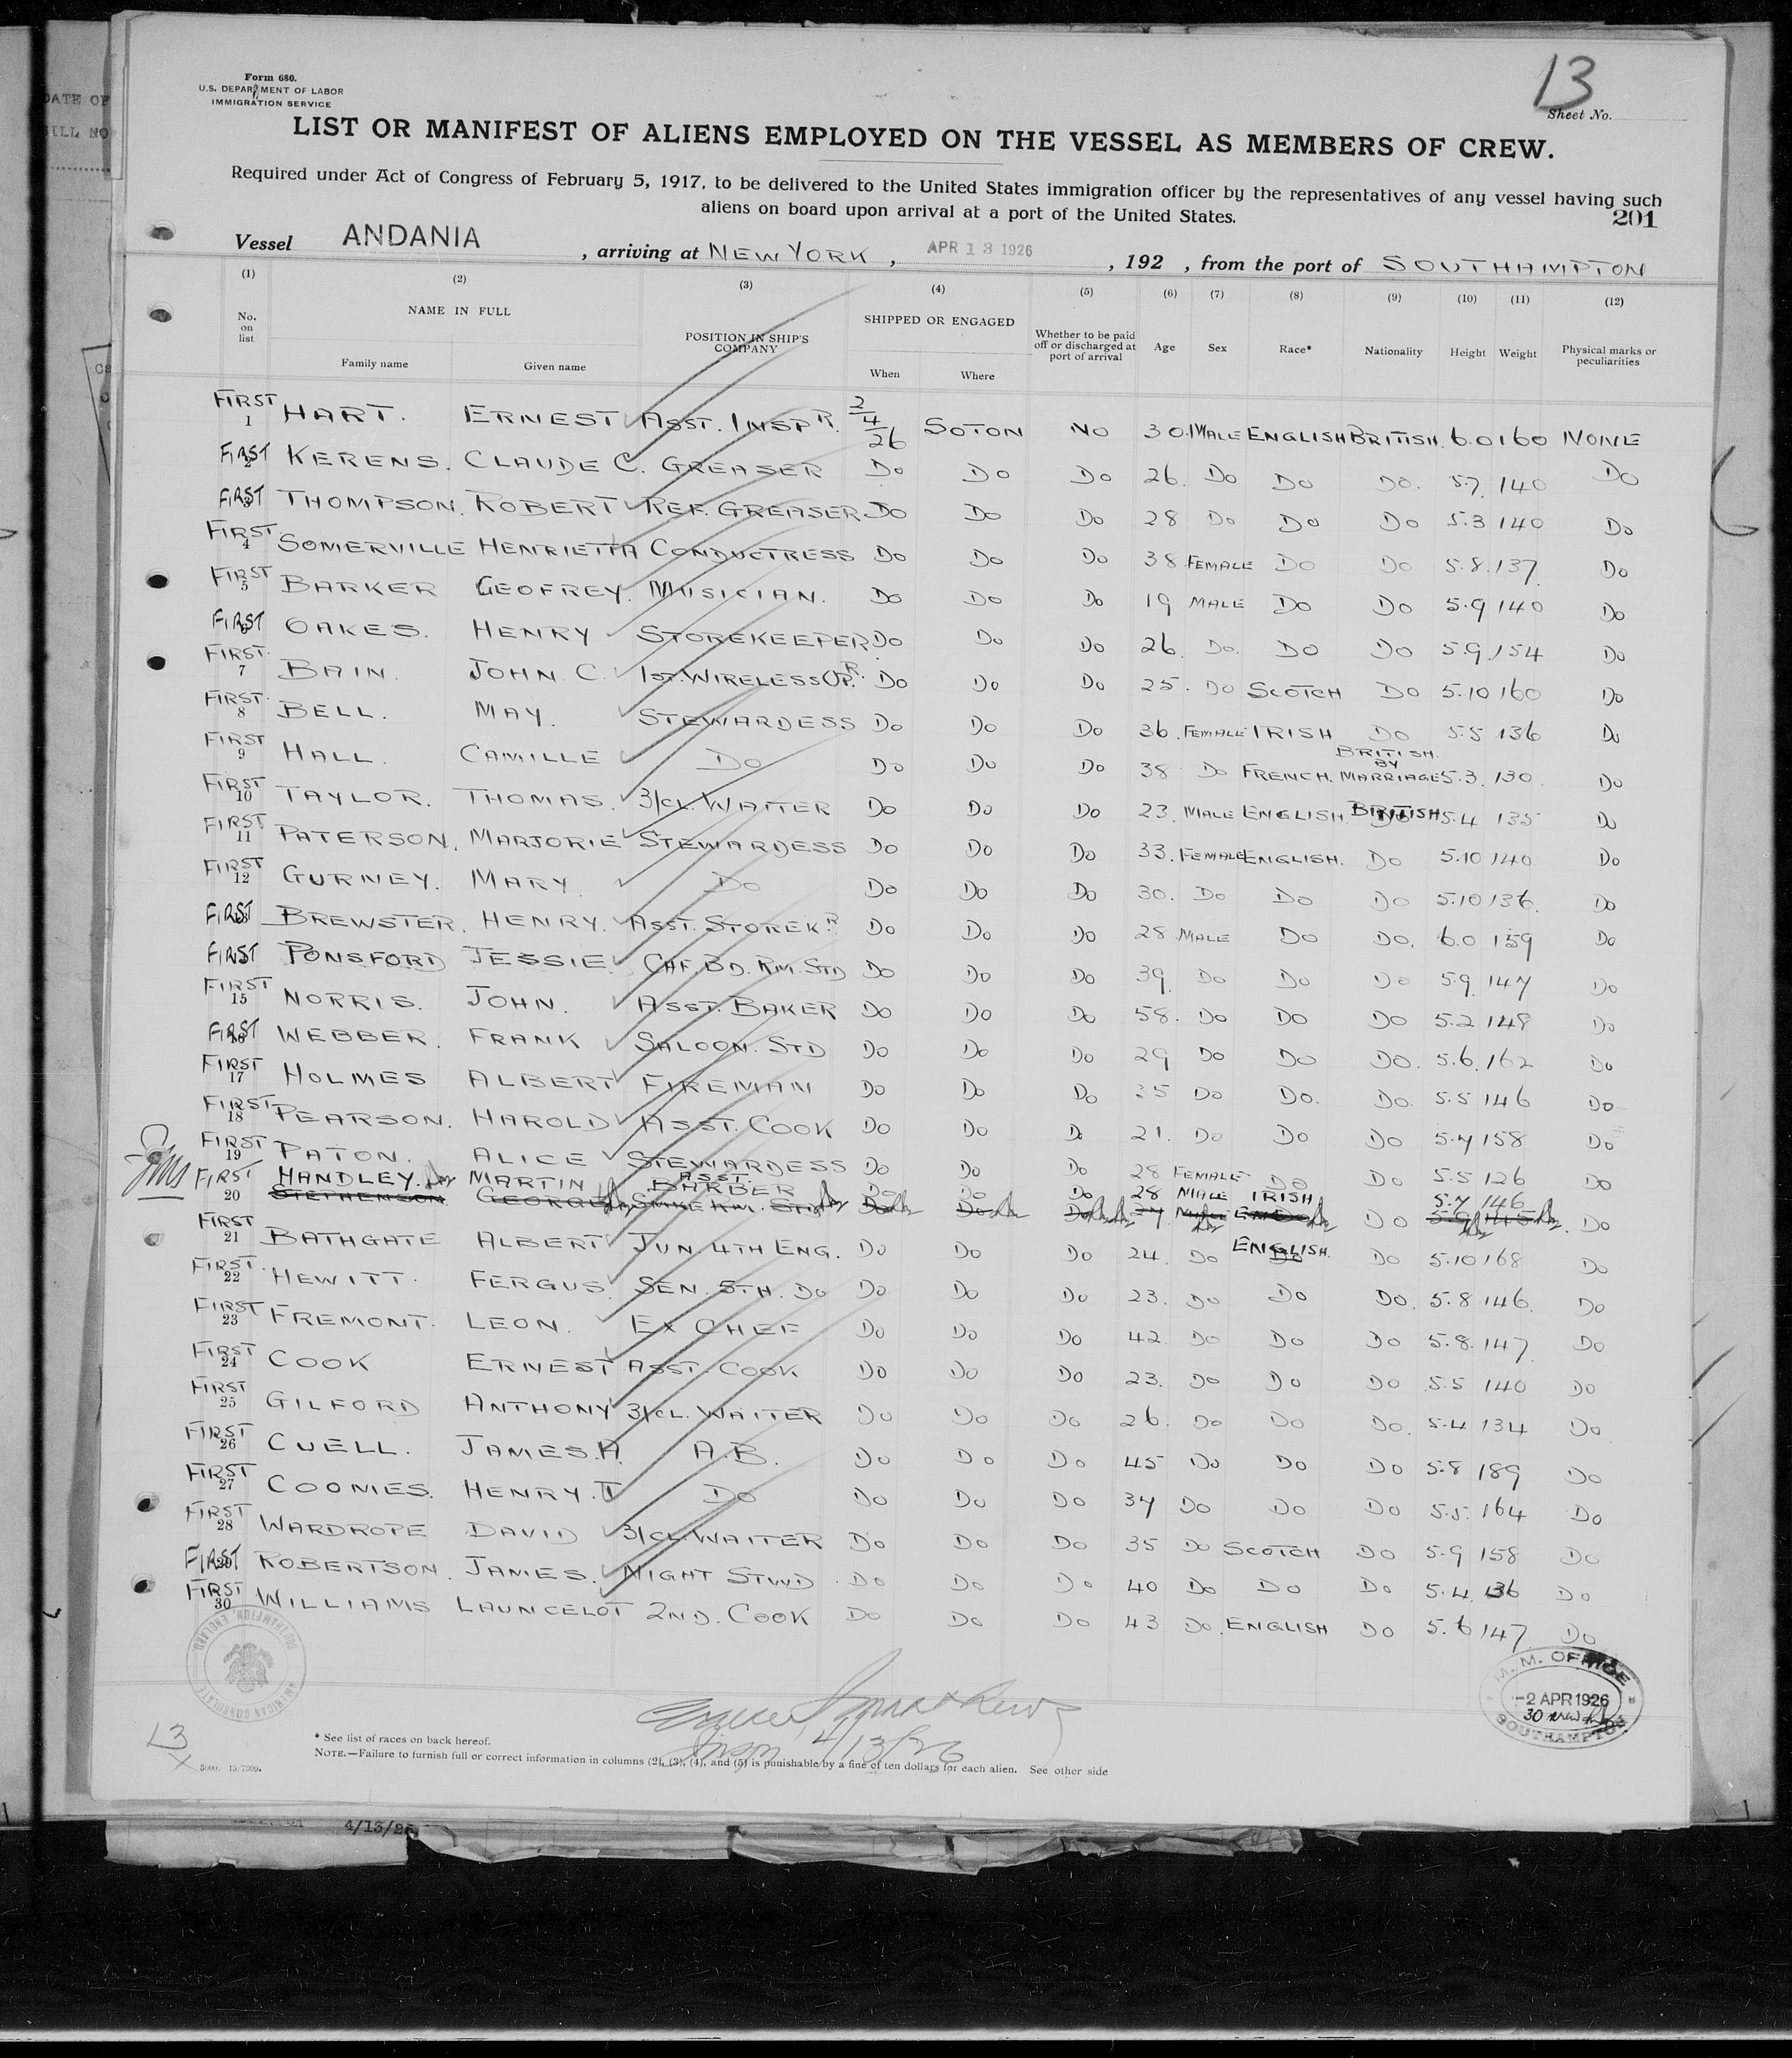 DATE OF
BILL NO
13
Form 680.
U.S. DEPARTMENT OF LABOR
IMMIGRATION SERVICE
Sheet No.
LIST OR MANIFEST OF ALIENS EMPLOYED ON THE VESSEL AS MEMBERS OF CREW.
Required under Act of Congress of February 5, 1917, to be delivered to the United States immigration officer by the representatives of any vessel having such
aliens on board upon arrival at a port of the United States.
201
Vessel ANDANIA , arriving at NEW YORK , APR 13 1926 , 192 , from the port of SOUTHAMPTON
(1) (2) (3) (4) (5) (6) (7) (8) (9) (10) (11) (12)
No. on list NAME IN FULL POSITION IN SHIP'S COMPANY SHIPPED OR ENGAGED Whether to be paid off or discharged at port of arrival Age Sex Race* Nationality Height Weight Physical marks or peculiarities
Family name Given name When Where
FIRST 1 HART. ERNEST ASST. INSPR. 2/4/26 SOTON NO 30. MALE ENGLISH BRITISH. 6.0 160 NONE
FIRST 2 KERENS. CLAUDE C. GREASER DO DO DO 26. DO DO DO. 5.7. 140 DO
FIRST 3 THOMPSON. ROBERT REF. GREASER DO DO DO 28 DO DO DO 5.3 140 DO
FIRST 4 SOMERVILLE HENRIETTA CONDUCTRESS DO DO DO 38. FEMALE DO DO 5.8. 137 DO
FIRST 5 BARKER GEOFREY. MUSICIAN. DO DO DO 19 MALE DO DO 5.9 140 DO
FIRST 6 OAKES. HENRY STOREKEEPER DO DO DO 26. DO. DO DO 5.9. 154 DO
FIRST. 7 BAIN. JOHN. C. 1ST. WIRELESS OPR. DO DO DO 25. DO SCOTCH DO 5.10 160 DO
FIRST. 8 BELL. MAY. STEWARDESS DO DO DO 36. FEMALE IRISH DO 5.5 136 DO
FIRST 9 HALL. CAMILLE DO DO DO DO 38 DO FRENCH. BRITISH. BY MARRIAGE 5.3. 130. DO
FIRST 10 TAYLOR. THOMAS. 3/CL. WAITER DO DO DO 23. MALE ENGLISH. BRITISH 5.4 135 DO
FIRST 11 PATERSON. MARJORIE STEWARDESS DO DO DO 33. FEMALE ENGLISH. DO 5.10 140 DO
FIRST 12 GURNEY. MARY. DO DO DO DO 30. DO DO DO 5.10 136. DO
FIRST 13 BREWSTER. HENRY. ASST. STOREKR. DO DO DO 28 MALE DO DO. 6.0 159 DO
FIRST PONSFORD JESSIE CHF. BD. RM. STD DO DO DO 39 DO DO DO 5.9. 147 DO
FIRST 15 NORRIS. JOHN. ASST. BAKER DO DO DO 58. DO DO DO 5.2 148 DO
FIRST 16 WEBBER. FRANK SALOON. STD DO DO DO 29 DO DO DO. 5.6. 162 DO
FIRST 17 HOLMES ALBERT FIREMAN DO DO DO 35 DO DO. DO. 5.5 146 DO
FIRST 18 PEARSON. HAROLD ASST. COOK DO DO DO 21. DO DO DO 5.7 158 DO
FIRST 19 PATON. ALICE STEWARDESS DO DO DO 28 FEMALE DO DO 5.5 126 DO
FIRST HANDLEY. MARTIN ASST. BARBER DO DO DO 28 MALE IRISH 5.7 146
20 STEPHENSON GEORGE SMKE RM. STD DO DO DO DO 5.9 145 DO
FIRST 21 BATHGATE ALBERT JUN. 4TH ENG. DO DO DO 24. DO ENGLISH. DO 5.10 168 DO
FIRST. 22 HEWITT. FERGUS. SEN. 5TH. DO DO DO DO 23. DO DO DO. 5.8 146. DO
FIRST 23 FREMONT. LEON. EX CHEF DO DO DO 42. DO DO DO 5.8. 147 DO
FIRST 24 COOK ERNEST ASST. COOK DO DO DO 23. DO DO DO 5.5 140 DO
FIRST 25 GILFORD ANTHONY 3/CL. WAITER DO DO DO 26. DO DO DO. 5.4 134 DO
FIRST 26 CUELL. JAMES. H. A.B. DO DO DO 45 DO DO DO 5.8 189 DO
FIRST 27 COOMES. HENRY. T DO DO DO DO 37 DO DO DO 5.5. 164 DO
FIRST 28 WARDROPE DAVID 3/CL. WAITER DO DO DO 35 DO SCOTCH DO 5.9 158 DO
FIRST 29 ROBERTSON. JAMES. NIGHT STWD DO DO DO 40 DO DO DO 5.4. 136 DO
FIRST 30 WILLIAMS LAUNCELOT 2ND. COOK DO DO DO 43 DO. ENGLISH DO 5.6 147 DO
AMERICAN CONSULATE SOUTHAMPTON, ENGLAND
M. M. OFFICE
-2 APR 1926
30 crew
SOUTHAMPTON
4/13/26
13
X
* See list of races on back hereof.
NOTE.—Failure to furnish full or correct information in columns (2), (3), (4), and (5) is punishable by a fine of ten dollars for each alien. See other side
5000. 15/7309.
4/13/26